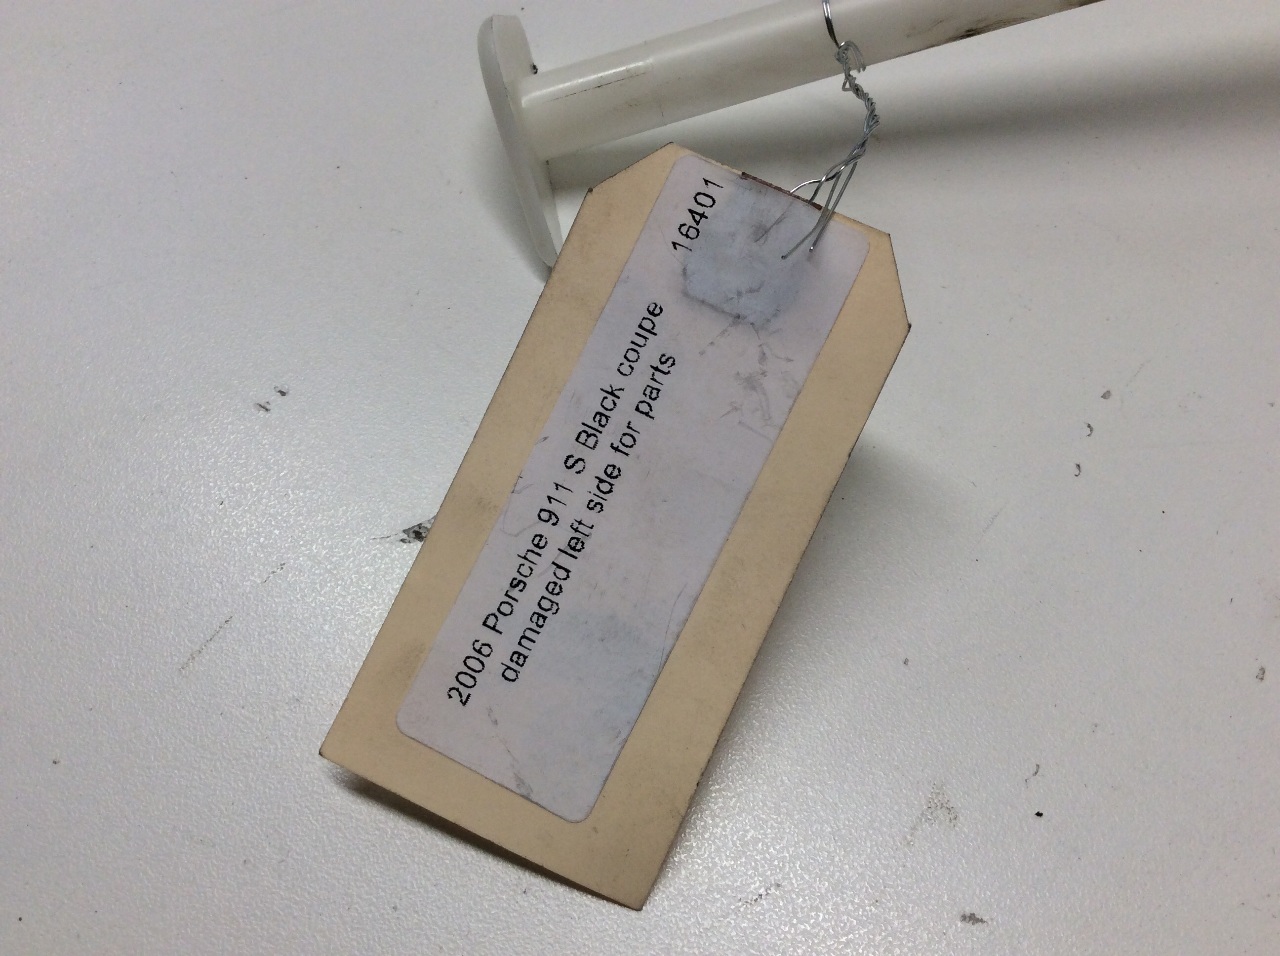 16401
2006 Porsche 911 S Black coupe
damaged left side for parts